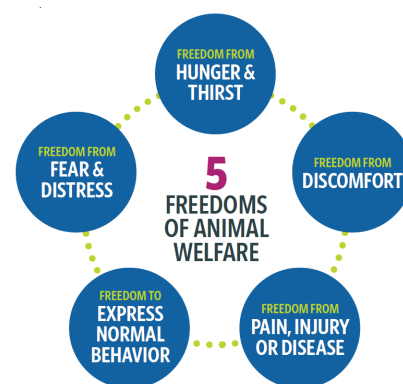 FREEDOM FROM
HUNGER &
THIRST
FREEDOM FROM
FEAR &
DISTRESS
5
FREEDOMS
OF ANIMAL
WELFARE
FREEDOM FROM
DISCOMFORT
FREEDOM TO
EXPRESS
NORMAL
BEHAVIOR
FREEDOM FROM
PAIN, INJURY
OR DISEASE